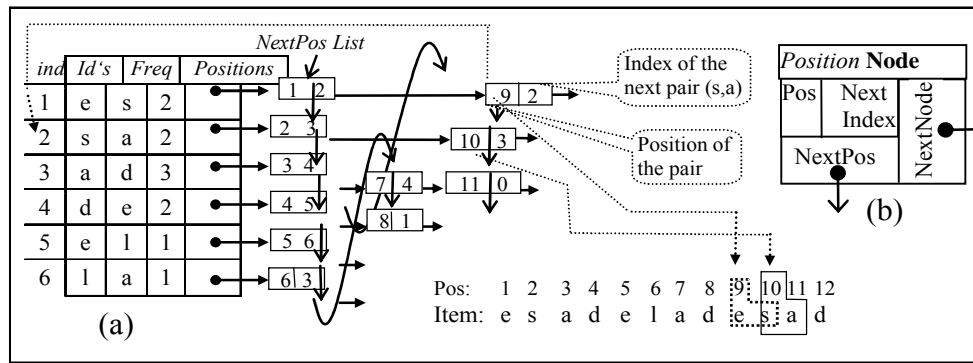 NextPos List
ind Id's Freq Positions
1 e s 2
2 s a 2
3 a d 3
4 d e 2
5 e l 1
6 l a 1
1 2
2 3
3 4
4 5
5 6
6 3
7 4
8 1
9 2
10 3
11 0
Index of the
next pair (s,a)
Position of
the pair
(a)
Pos: 1 2 3 4 5 6 7 8 9 10 11 12
Item: e s a d e l a d e s a d
Position Node
Pos
Next
Index
NextPos
NextNode
(b)